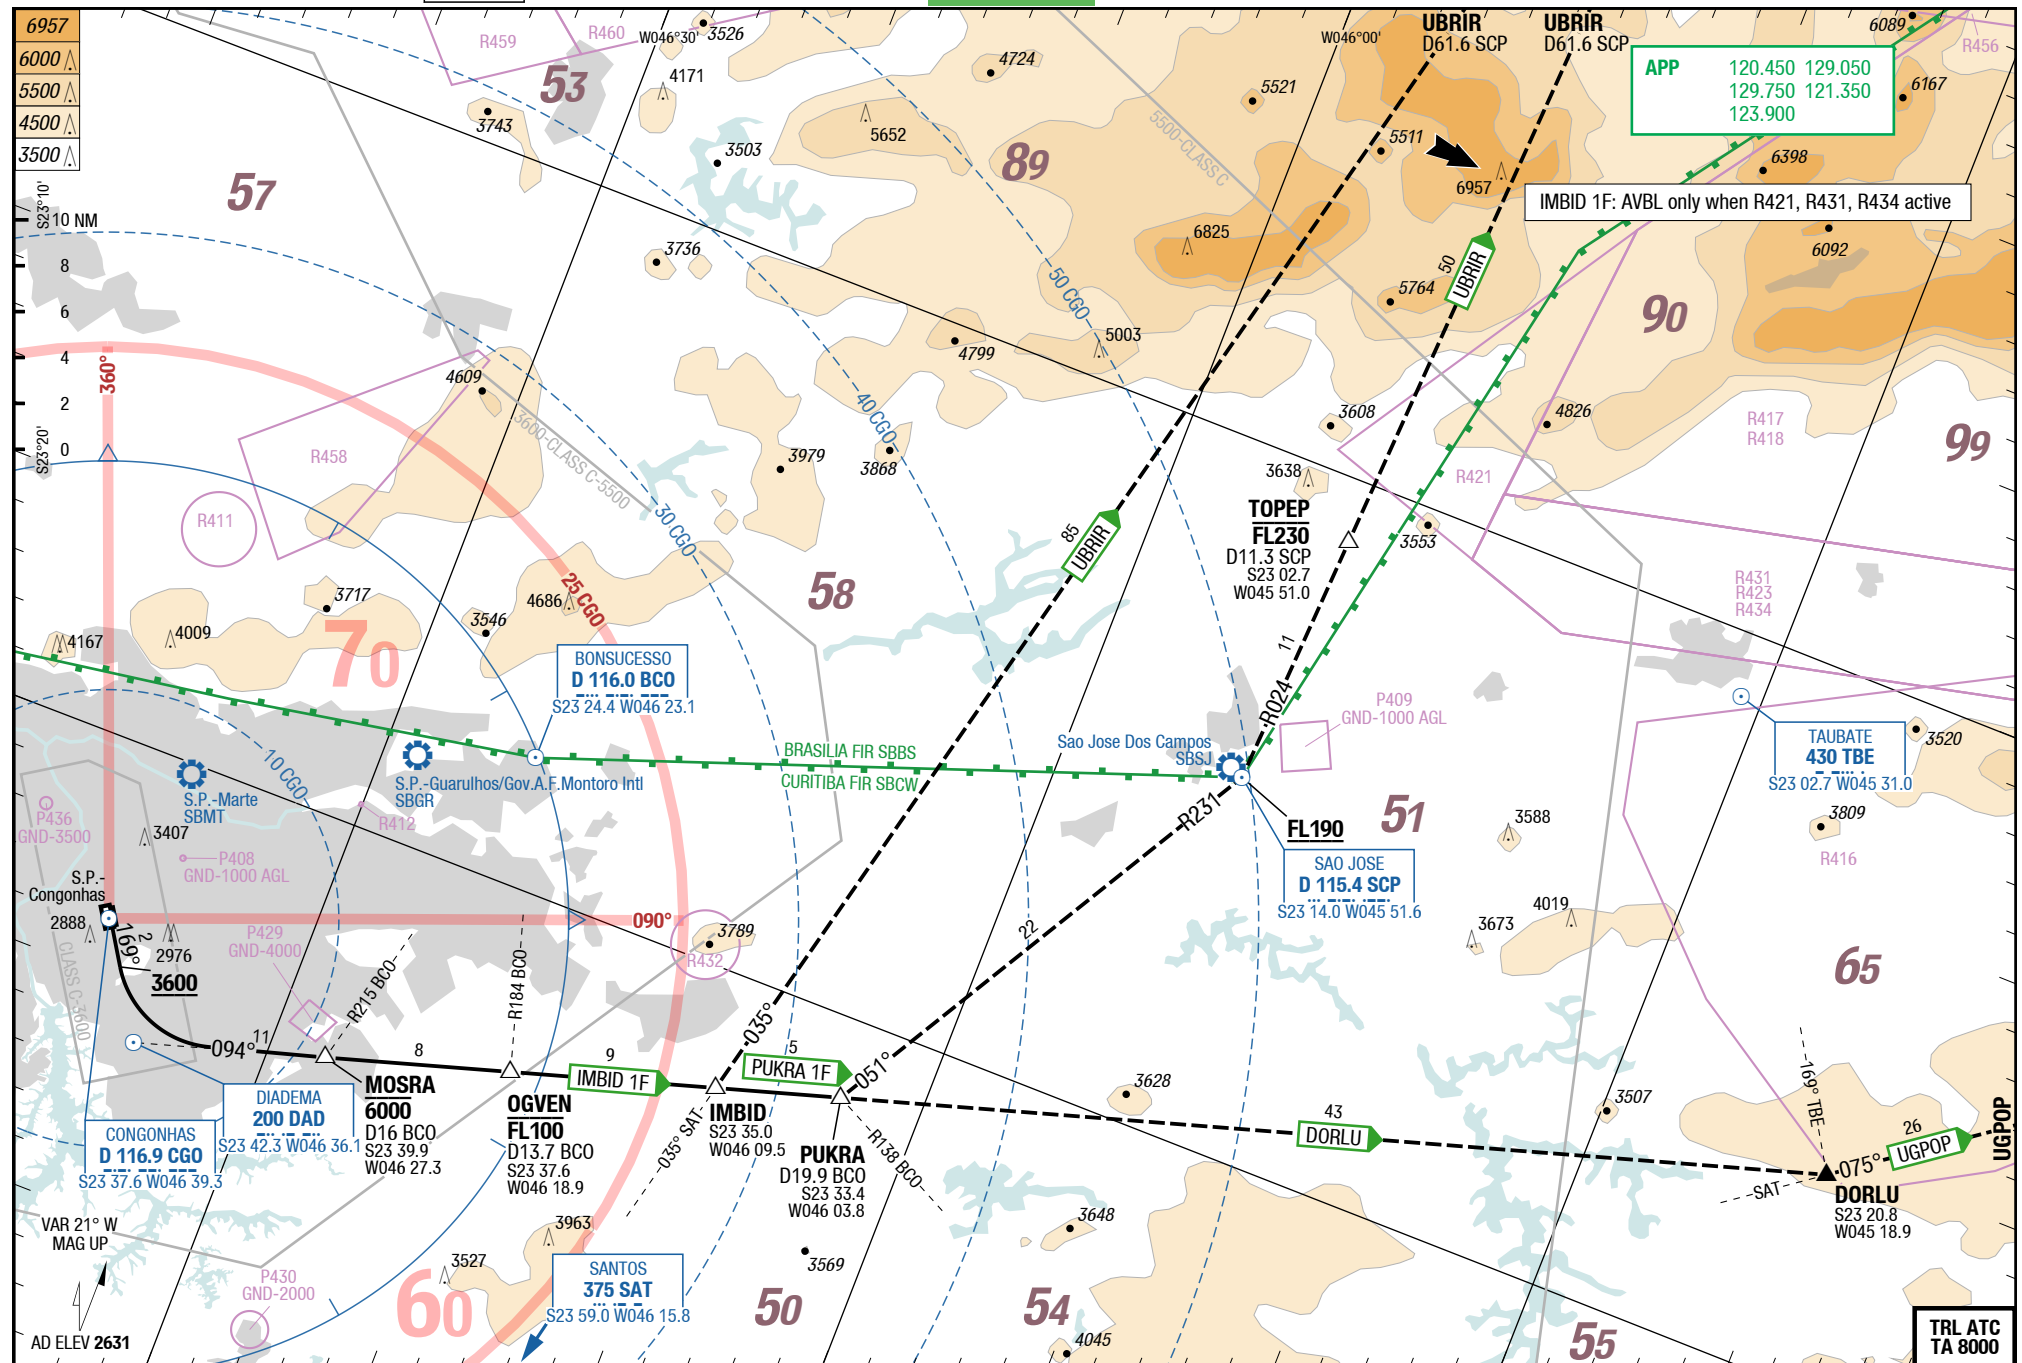 6957
6000
5500
4500
3500
R459
R460
W046°30'
3526
4171
53
3743
4724
5652
3503
89
5521
W046°00'
UBRIR
D61.6 SCP
UBRIR
D61.6 SCP
5511
6957
5500-CLASS C
APP 120.450 129.050
129.750 121.350
123.900
6089
R456
6167
6398
IMBID 1F: AVBL only when R421, R431, R434 active
6092
57
S23°10'
10 NM
8
6
4
2
0
S23°20'
3736
6825
50 CGO
50
UBRIR
5764
90
5003
4799
360°
4609
3600-CLASS C-5500
R458
R411
40 CGO
3979
3868
30 CGO
3608
4826
R417
R418
99
3638
R421
TOPEP
FL230
D11.3 SCP
S23 02.7
W045 51.0
3553
85
UBRIR
58
R431
R423
R434
3717
4686
25 CGO
3546
4009
4167
70
BONSUCESSO
D 116.0 BCO
S23 24.4 W046 23.1
11
R024
P409
GND-1000 AGL
BRASILIA FIR SBBS
CURITIBA FIR SBCW
Sao Jose Dos Campos
SBSJ
TAUBATE
430 TBE
S23 02.7 W045 31.0
3520
10 CGO
S.P.-Guarulhos/Gov.A.F.Montoro Intl
SBGR
S.P.-Marte
SBMT
P436
GND-3500
3407
R412
P408
GND-1000 AGL
R231
FL190
51
3588
3809
R416
SAO JOSE
D 115.4 SCP
S23 14.0 W045 51.6
S.P.-
Congonhas
2888
169°
2
2976
3600
CLASS C-3600
P429
GND-4000
090°
3789
R432
22
4019
3673
65
R215 BCO
R184 BCO
035°
094°
11
8
9
IMBID 1F
5
PUKRA 1F
051°
MOSRA
6000
D16 BCO
S23 39.9
W046 27.3
OGVEN
FL100
D13.7 BCO
S23 37.6
W046 18.9
IMBID
S23 35.0
W046 09.5
035° SAT
PUKRA
D19.9 BCO
S23 33.4
W046 03.8
R138 BCO
3628
43
DORLU
3507
169° TBE
26
UGPOP
UGPOP
075°
SAT
DORLU
S23 20.8
W045 18.9
DIADEMA
200 DAD
S23 42.3 W046 36.1
CONGONHAS
D 116.9 CGO
S23 37.6 W046 39.3
VAR 21° W
MAG UP
AD ELEV 2631
P430
GND-2000
3527
3963
60
SANTOS
375 SAT
S23 59.0 W046 15.8
3569
50
3648
54
4045
55
TRL ATC
TA 8000